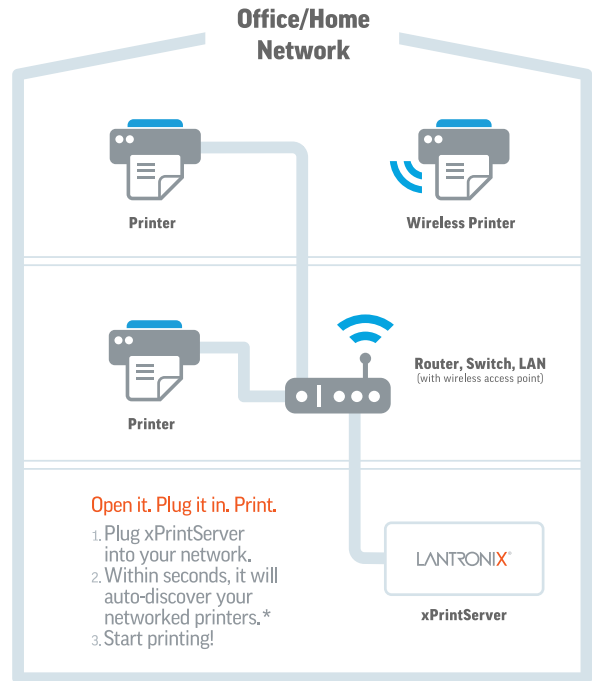 Office/Home
Network
Printer
Wireless Printer
Printer
Router, Switch, LAN
(with wireless access point)
Open it. Plug it in. Print.
1. Plug xPrintServer
into your network.
2. Within seconds, it will
auto-discover your
networked printers.*
3. Start printing!
LANTRONIX®
xPrintServer